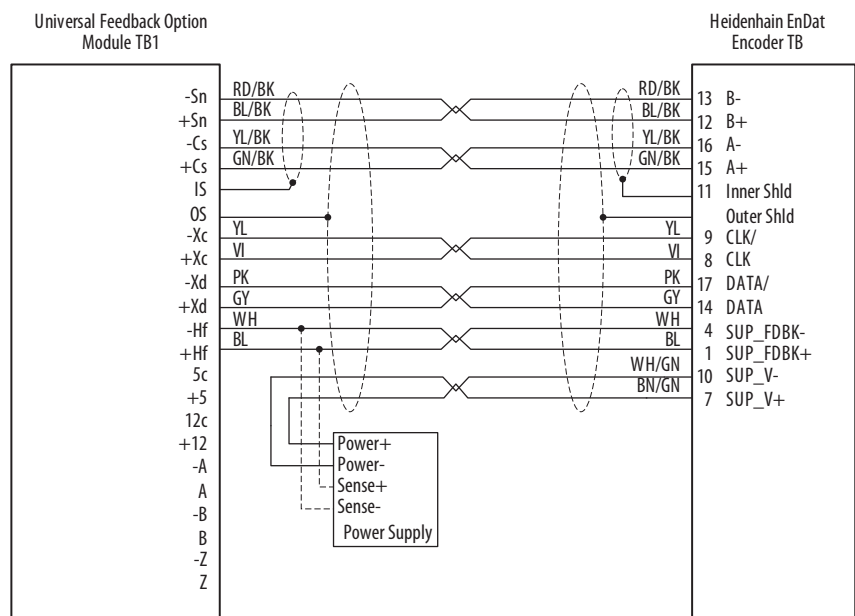 Universal Feedback Option
Module TB1
Heidenhain EnDat
Encoder TB
-Sn RD/BK RD/BK 13 B-
+Sn BL/BK BL/BK 12 B+
-Cs YL/BK YL/BK 16 A-
+Cs GN/BK GN/BK 15 A+
IS 11 Inner Shld
OS Outer Shld
-Xc YL YL 9 CLK/
+Xc VI VI 8 CLK
-Xd PK PK 17 DATA/
+Xd GY GY 14 DATA
-Hf WH WH 4 SUP_FDBK-
+Hf BL BL 1 SUP_FDBK+
5c WH/GN 10 SUP_V-
+5 BN/GN 7 SUP_V+
12c
+12 Power+
-A Power-
A Sense+
-B Sense-
B Power Supply
-Z
Z